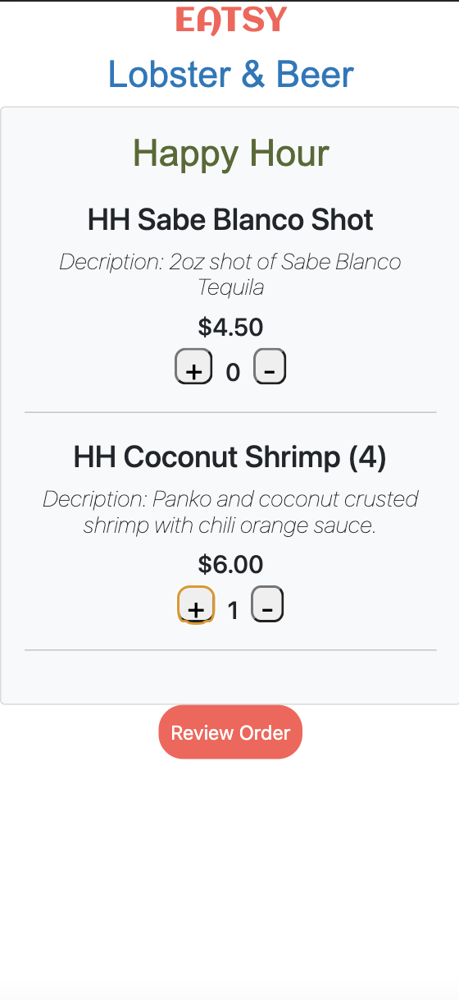 EATSY
Lobster & Beer
Happy Hour
HH Sabe Blanco Shot
Decription: 2oz shot of Sabe Blanco
Tequila
$4.50
+ 0 -
HH Coconut Shrimp (4)
Decription: Panko and coconut crusted
shrimp with chili orange sauce.
$6.00
+ 1 -
Review Order